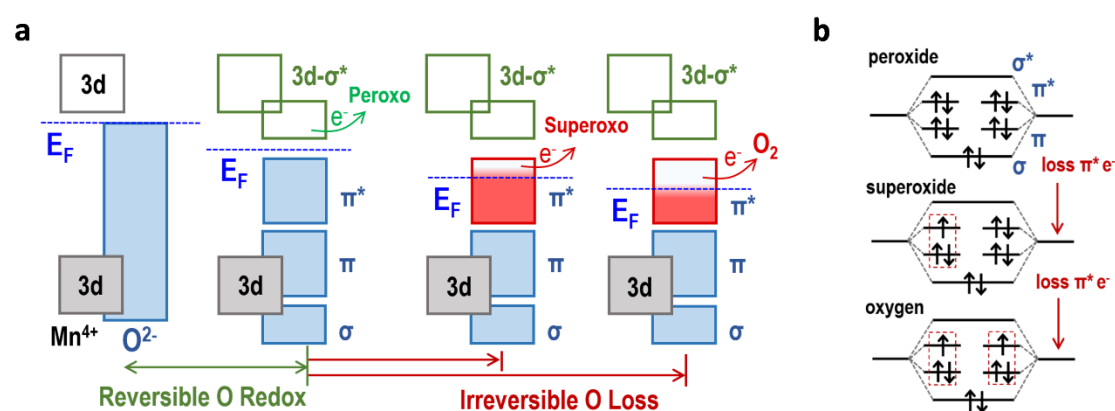 a
3d
E_F
3d
Mn⁴⁺
O²⁻
3d-σ*
e⁻
Peroxo
E_F
π*
π
3d
σ
3d-σ*
Superoxo
e⁻
E_F
π*
π
3d
σ
3d-σ*
O₂
e⁻
E_F
π*
π
3d
σ
Reversible O Redox
Irreversible O Loss
b
peroxide
σ*
π*
π
σ
loss π* e⁻
superoxide
loss π* e⁻
oxygen